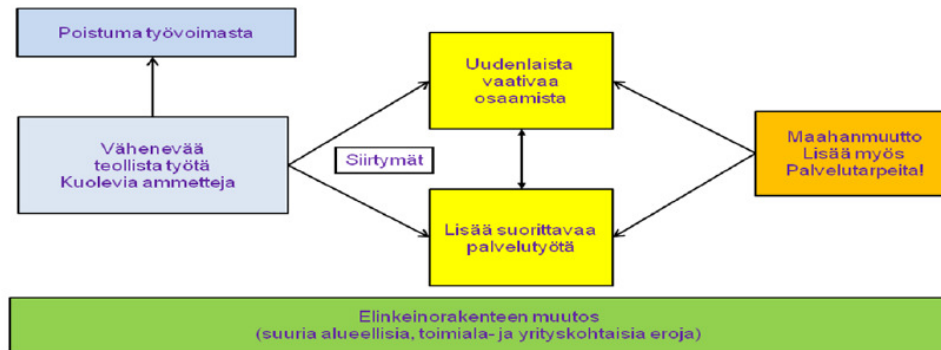 Poistuma työvoimasta
Uudenlaista
vaativaa
osaamista
Vähenevää
teollista työtä
Kuolevia ammetteja
Siirtymät
Maahanmuutto
Lisää myös
Palvelutarpeita!
Lisää suorittavaa
palvelutyötä
Elinkeinorakenteen muutos
(suuria alueellisia, toimiala- ja yrityskohtaisia eroja)